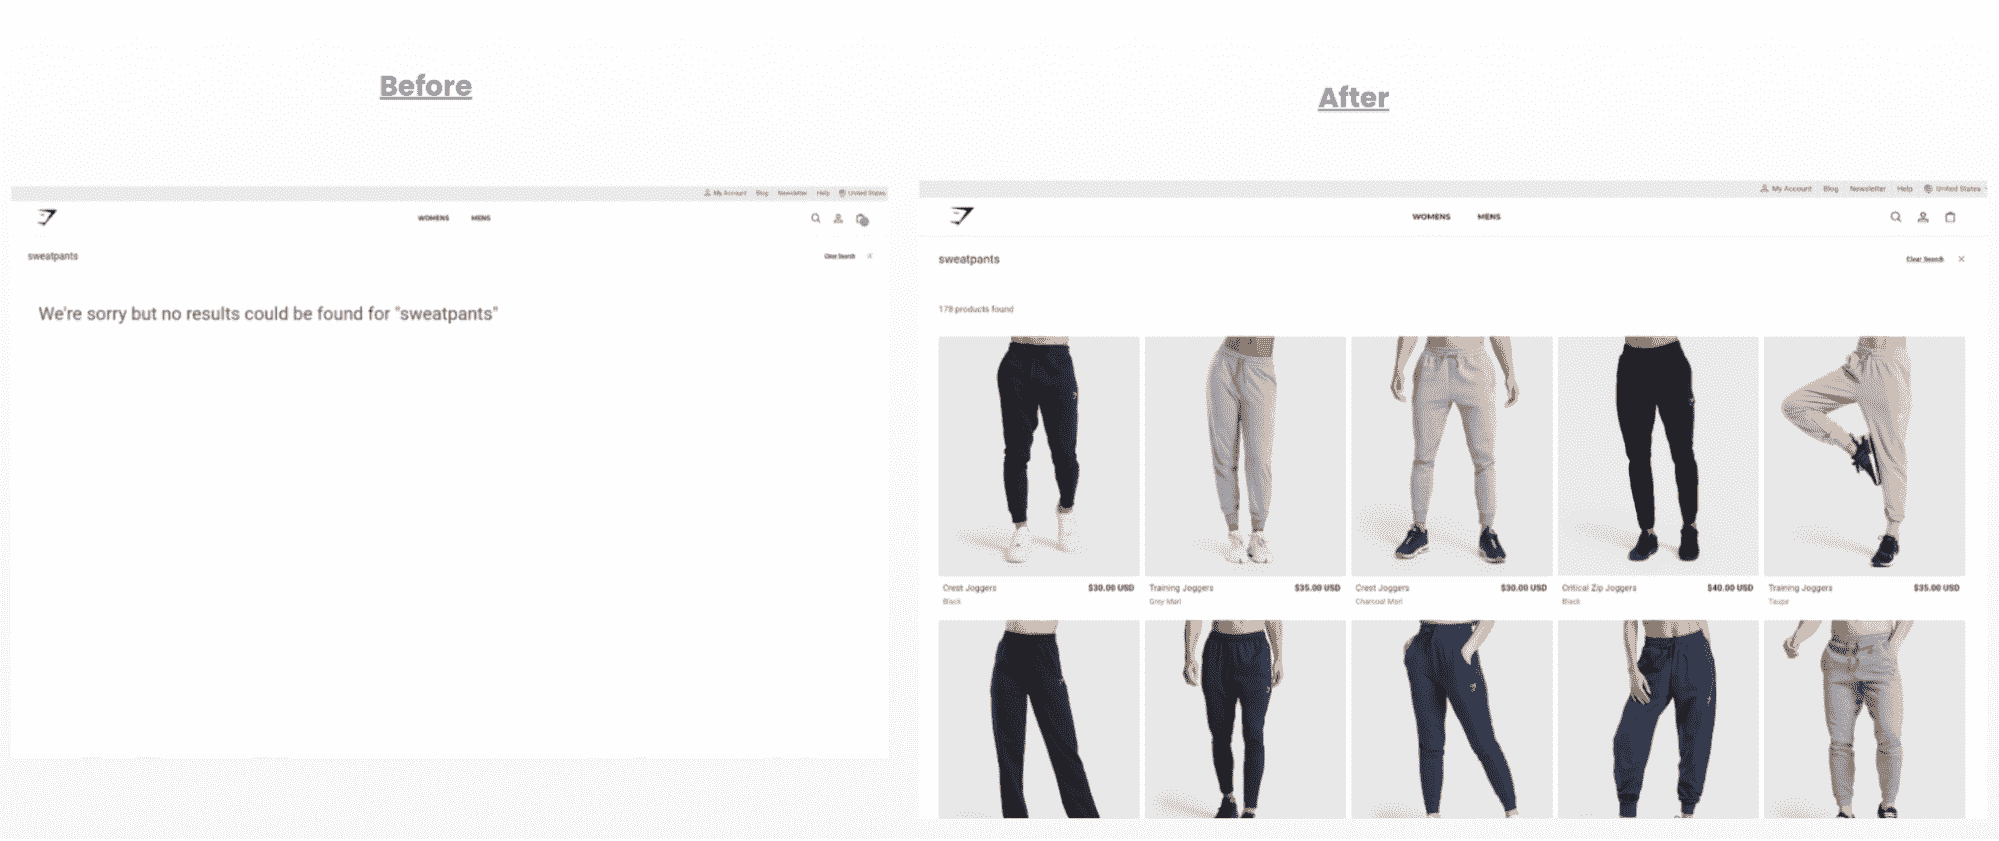 Before
My Account Blog Newsletter Help United States
WOMENS MENS
sweatpants Clear Search
We're sorry but no results could be found for "sweatpants"
After
My Account Blog Newsletter Help United States
WOMENS MENS
sweatpants Clear Search ×
178 products found
Crest Joggers $30.00 USD
Black
Training Joggers $35.00 USD
Grey Marl
Crest Joggers $30.00 USD
Charcoal Marl
Critical Zip Joggers $40.00 USD
Black
Training Joggers $35.00 USD
Taupe